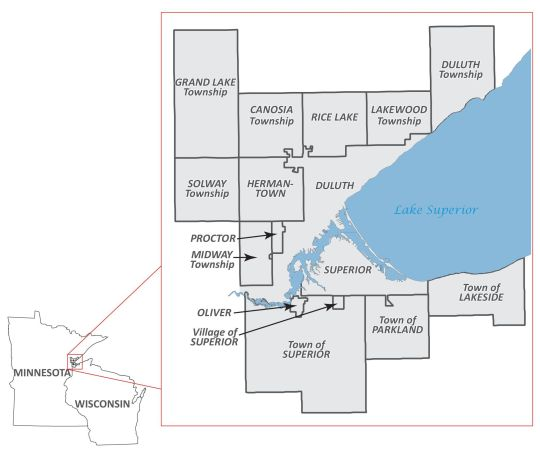 DULUTH
Township
GRAND LAKE
Township
CANOSIA
Township
RICE LAKE
LAKEWOOD
Township
SOLWAY
Township
HERMAN-
TOWN
DULUTH
Lake Superior
PROCTOR
MIDWAY
Township
SUPERIOR
Town of
LAKESIDE
OLIVER
Village of
SUPERIOR
Town of
PARKLAND
Town of
SUPERIOR
MINNESOTA
WISCONSIN